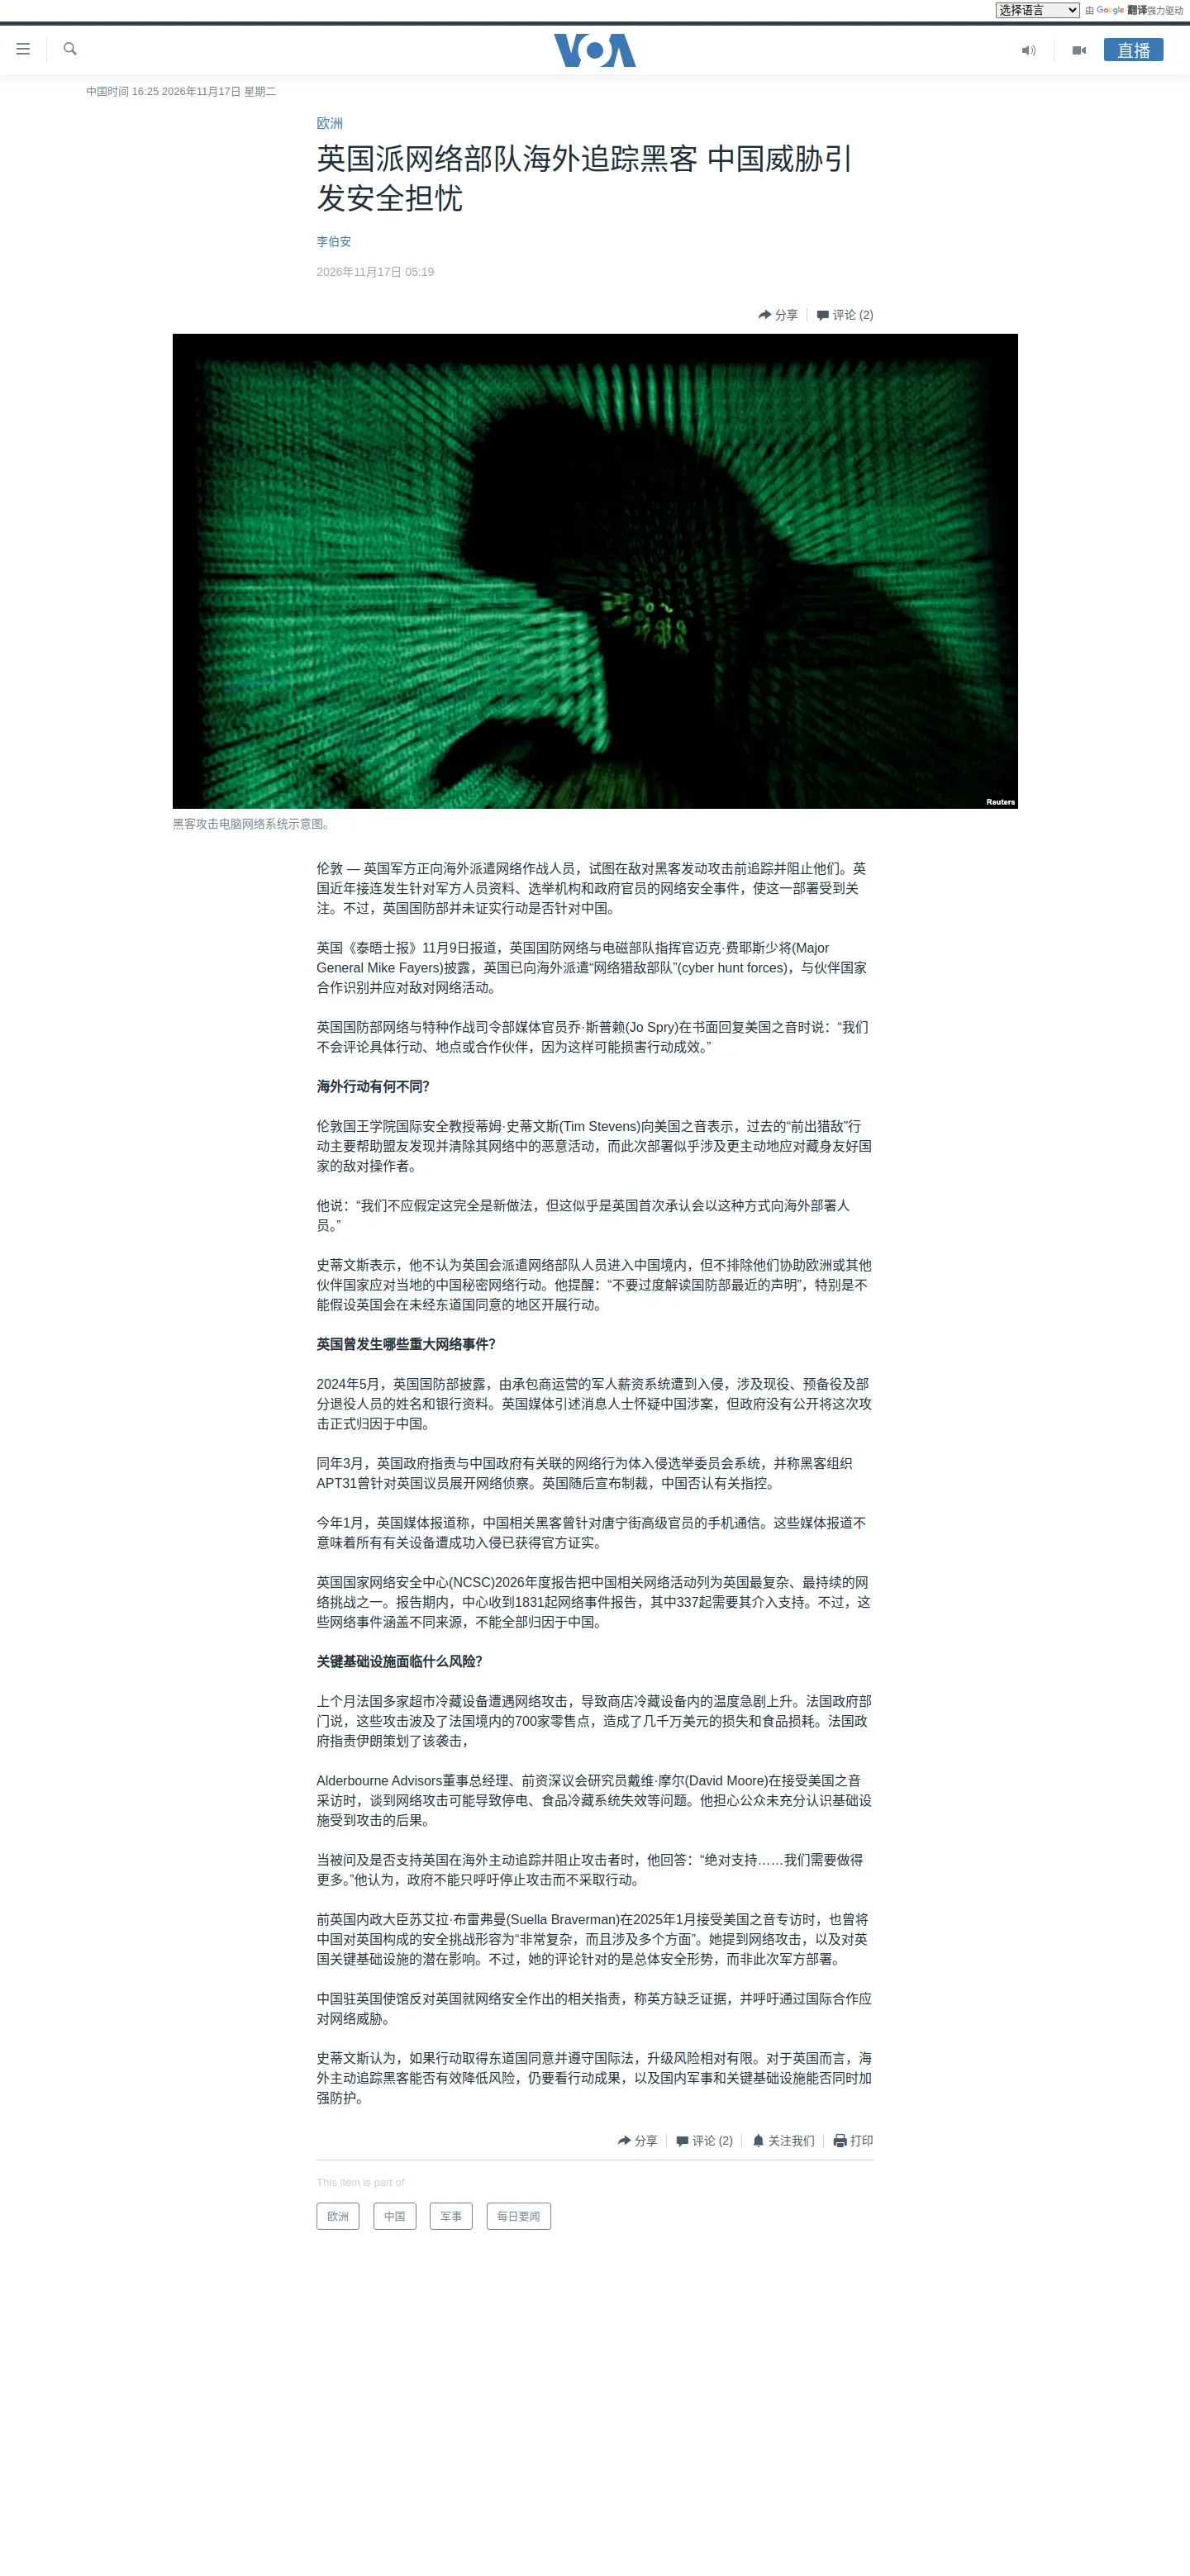 选择语言
由 Google 翻译强力驱动
VOA
直播
中国时间 16:25 2026年11月17日 星期二
欧洲
英国派网络部队海外追踪黑客 中国威胁引
发安全担忧
李伯安
2026年11月17日 05:19
分享
评论 (2)
Reuters
黑客攻击电脑网络系统示意图。
伦敦 — 英国军方正向海外派遣网络作战人员，试图在敌对黑客发动攻击前追踪并阻止他们。英
国近年接连发生针对军方人员资料、选举机构和政府官员的网络安全事件，使这一部署受到关
注。不过，英国国防部并未证实行动是否针对中国。
英国《泰晤士报》11月9日报道，英国国防网络与电磁部队指挥官迈克·费耶斯少将(Major
General Mike Fayers)披露，英国已向海外派遣“网络猎敌部队”(cyber hunt forces)，与伙伴国家
合作识别并应对敌对网络活动。
英国国防部网络与特种作战司令部媒体官员乔·斯普赖(Jo Spry)在书面回复美国之音时说：“我们
不会评论具体行动、地点或合作伙伴，因为这样可能损害行动成效。”
海外行动有何不同？
伦敦国王学院国际安全教授蒂姆·史蒂文斯(Tim Stevens)向美国之音表示，过去的“前出猎敌”行
动主要帮助盟友发现并清除其网络中的恶意活动，而此次部署似乎涉及更主动地应对藏身友好国
家的敌对操作者。
他说：“我们不应假定这完全是新做法，但这似乎是英国首次承认会以这种方式向海外部署人
员。”
史蒂文斯表示，他不认为英国会派遣网络部队人员进入中国境内，但不排除他们协助欧洲或其他
伙伴国家应对当地的中国秘密网络行动。他提醒：“不要过度解读国防部最近的声明”，特别是不
能假设英国会在未经东道国同意的地区开展行动。
英国曾发生哪些重大网络事件？
2024年5月，英国国防部披露，由承包商运营的军人薪资系统遭到入侵，涉及现役、预备役及部
分退役人员的姓名和银行资料。英国媒体引述消息人士怀疑中国涉案，但政府没有公开将这次攻
击正式归因于中国。
同年3月，英国政府指责与中国政府有关联的网络行为体入侵选举委员会系统，并称黑客组织
APT31曾针对英国议员展开网络侦察。英国随后宣布制裁，中国否认有关指控。
今年1月，英国媒体报道称，中国相关黑客曾针对唐宁街高级官员的手机通信。这些媒体报道不
意味着所有有关设备遭成功入侵已获得官方证实。
英国国家网络安全中心(NCSC)2026年度报告把中国相关网络活动列为英国最复杂、最持续的网
络挑战之一。报告期内，中心收到1831起网络事件报告，其中337起需要其介入支持。不过，这
些网络事件涵盖不同来源，不能全部归因于中国。
关键基础设施面临什么风险？
上个月法国多家超市冷藏设备遭遇网络攻击，导致商店冷藏设备内的温度急剧上升。法国政府部
门说，这些攻击波及了法国境内的700家零售点，造成了几千万美元的损失和食品损耗。法国政
府指责伊朗策划了该袭击，
Alderbourne Advisors董事总经理、前资深议会研究员戴维·摩尔(David Moore)在接受美国之音
采访时，谈到网络攻击可能导致停电、食品冷藏系统失效等问题。他担心公众未充分认识基础设
施受到攻击的后果。
当被问及是否支持英国在海外主动追踪并阻止攻击者时，他回答：“绝对支持……我们需要做得
更多。”他认为，政府不能只呼吁停止攻击而不采取行动。
前英国内政大臣苏艾拉·布雷弗曼(Suella Braverman)在2025年1月接受美国之音专访时，也曾将
中国对英国构成的安全挑战形容为“非常复杂，而且涉及多个方面”。她提到网络攻击，以及对英
国关键基础设施的潜在影响。不过，她的评论针对的是总体安全形势，而非此次军方部署。
中国驻英国使馆反对英国就网络安全作出的相关指责，称英方缺乏证据，并呼吁通过国际合作应
对网络威胁。
史蒂文斯认为，如果行动取得东道国同意并遵守国际法，升级风险相对有限。对于英国而言，海
外主动追踪黑客能否有效降低风险，仍要看行动成果，以及国内军事和关键基础设施能否同时加
强防护。
分享
评论 (2)
关注我们
打印
This item is part of
欧洲
中国
军事
每日要闻